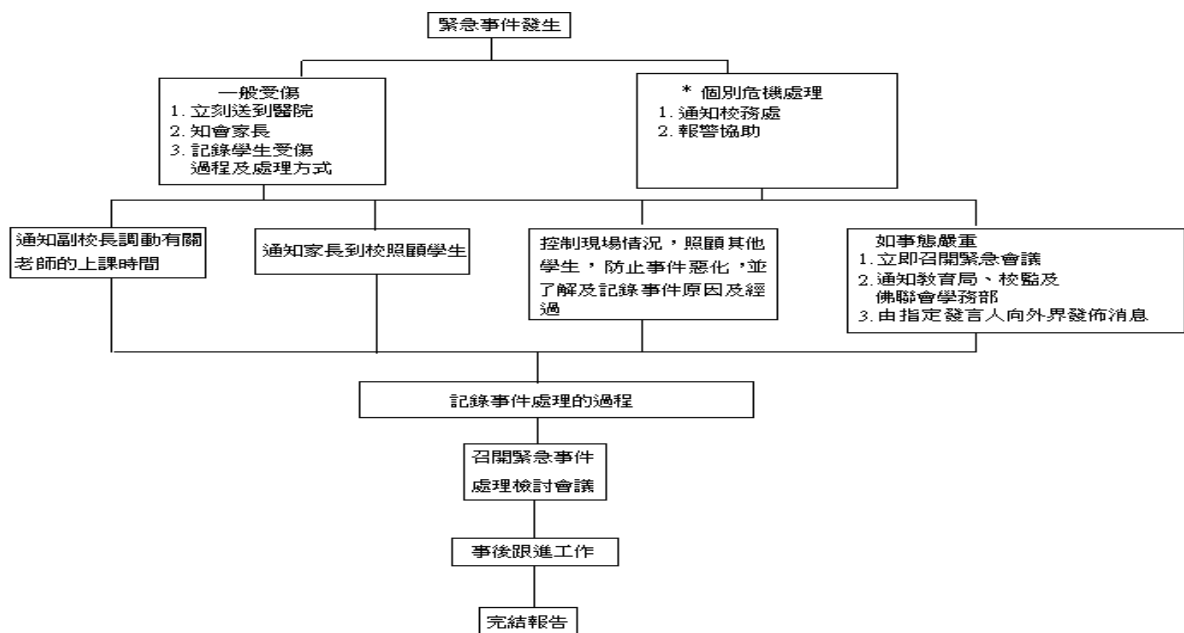 緊急事件發生
一般受傷
1. 立刻送到醫院
2. 知會家長
3. 記錄學生受傷
過程及處理方式
* 個別危機處理
1. 通知校務處
2. 報警協助
通知副校長調動有關
老師的上課時間
通知家長到校照顧學生
控制現場情況，照顧其他
學生，防止事件惡化，並
了解及記錄事件原因及經
過
如事態嚴重
1. 立即召開緊急會議
2. 通知教育局、校監及
佛聯會學務部
3. 由指定發言人向外界發佈消息
記錄事件處理的過程
召開緊急事件
處理檢討會議
事後跟進工作
完結報告